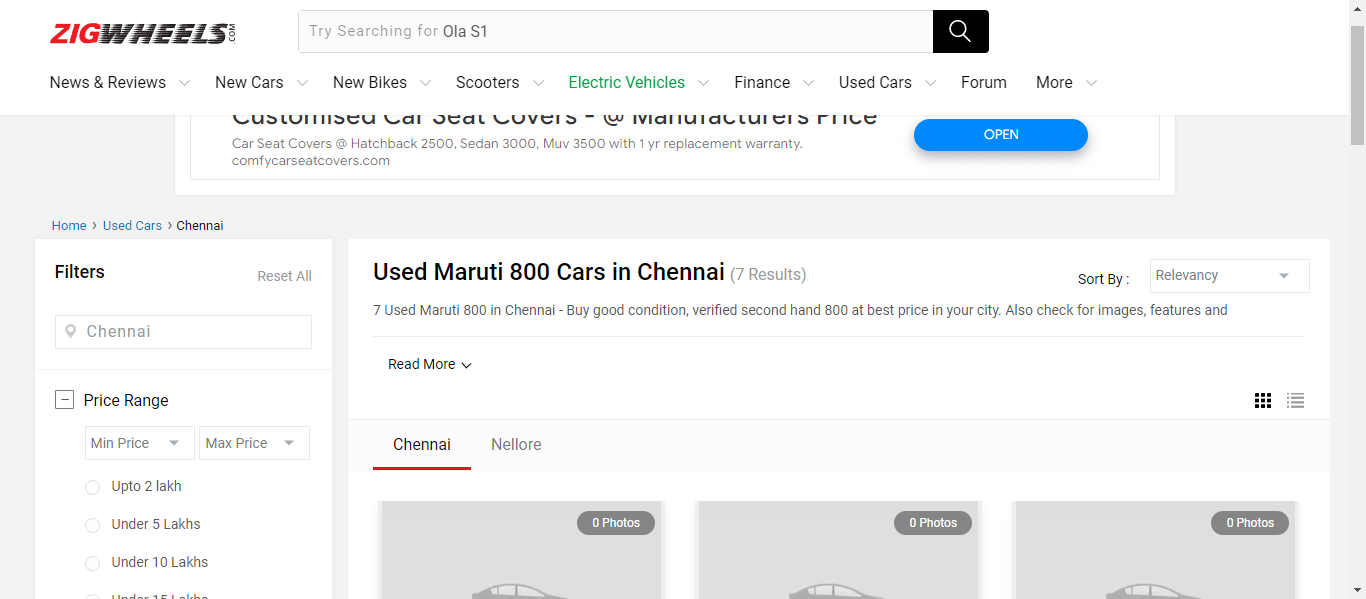 ZIGWHEELS.COM
Try Searching for Ola S1
News & Reviews
New Cars
New Bikes
Scooters
Electric Vehicles
Finance
Used Cars
Forum
More
Customised Car Seat Covers - @ Manufacturers Price
Car Seat Covers @ Hatchback 2500, Sedan 3000, Muv 3500 with 1 yr replacement warranty.
comfycarseatcovers.com
OPEN
Home › Used Cars › Chennai
Filters
Reset All
Chennai
Price Range
Min Price
Max Price
Upto 2 lakh
Under 5 Lakhs
Under 10 Lakhs
Under 15 Lakhs
Used Maruti 800 Cars in Chennai (7 Results)
Sort By :
Relevancy
7 Used Maruti 800 in Chennai - Buy good condition, verified second hand 800 at best price in your city. Also check for images, features and
Read More
Chennai
Nellore
0 Photos
0 Photos
0 Photos